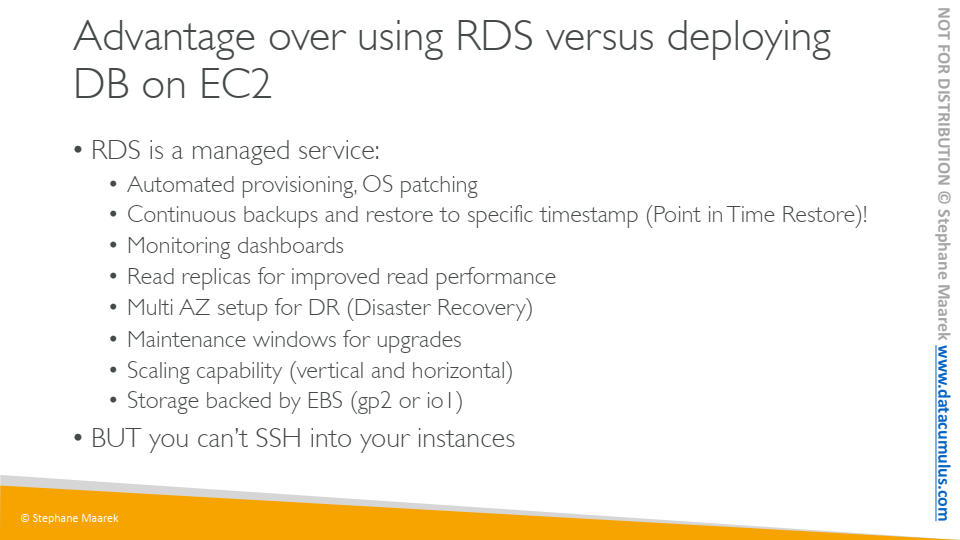 Advantage over using RDS versus deploying
DB on EC2
• RDS is a managed service:
• Automated provisioning, OS patching
• Continuous backups and restore to specific timestamp (Point in Time Restore)!
• Monitoring dashboards
• Read replicas for improved read performance
• Multi AZ setup for DR (Disaster Recovery)
• Maintenance windows for upgrades
• Scaling capability (vertical and horizontal)
• Storage backed by EBS (gp2 or io1)
• BUT you can’t SSH into your instances
© Stephane Maarek
NOT FOR DISTRIBUTION © Stephane Maarek www.datacumulus.com